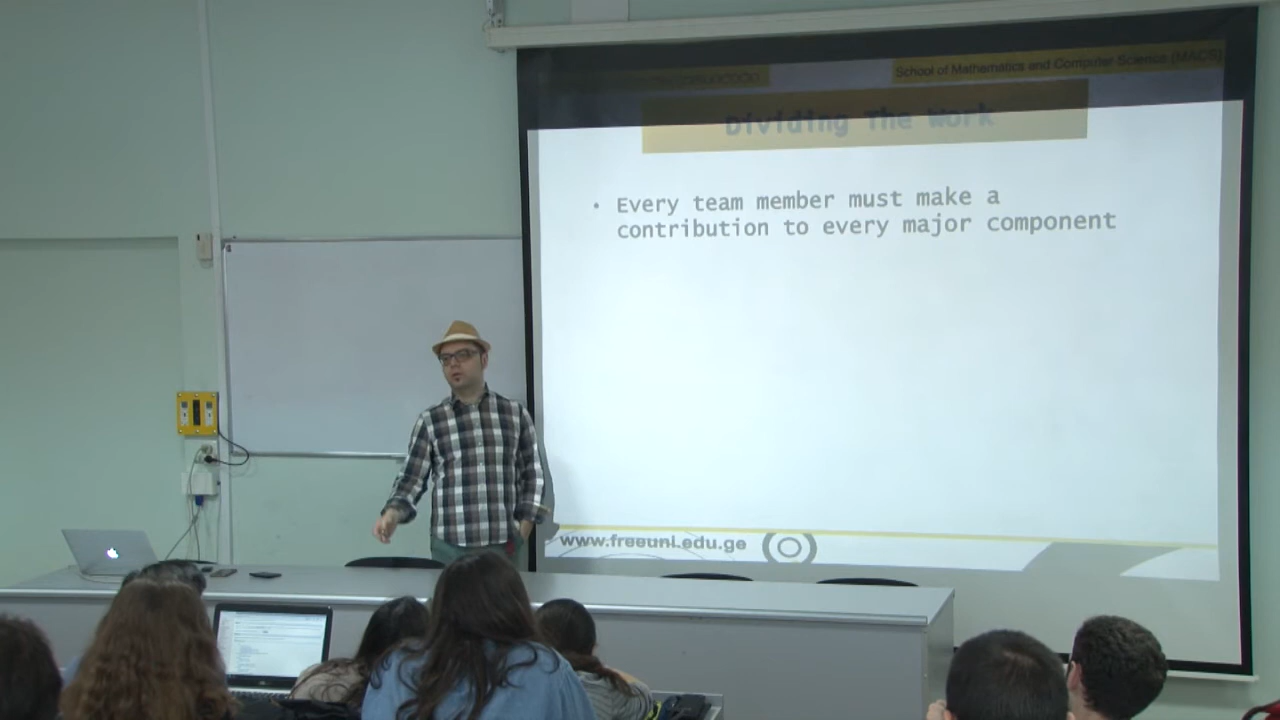 School of Mathematics and Computer Science (MACS)
Dividing The Work
• Every team member must make a
contribution to every major component
www.freeuni.edu.ge